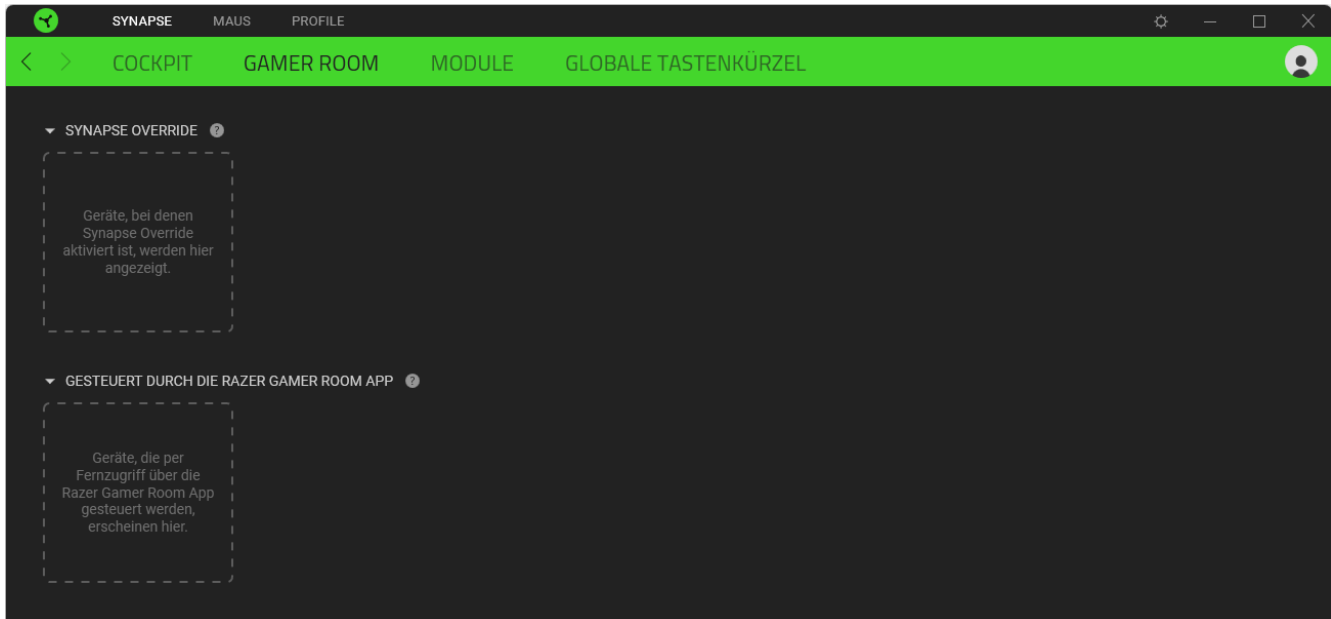 SYNAPSE MAUS PROFILE
COCKPIT GAMER ROOM MODULE GLOBALE TASTENKÜRZEL
SYNAPSE OVERRIDE ?
Geräte, bei denen
Synapse Override
aktiviert ist, werden hier
angezeigt.
GESTEUERT DURCH DIE RAZER GAMER ROOM APP ?
Geräte, die per
Fernzugriff über die
Razer Gamer Room App
gesteuert werden,
erscheinen hier.